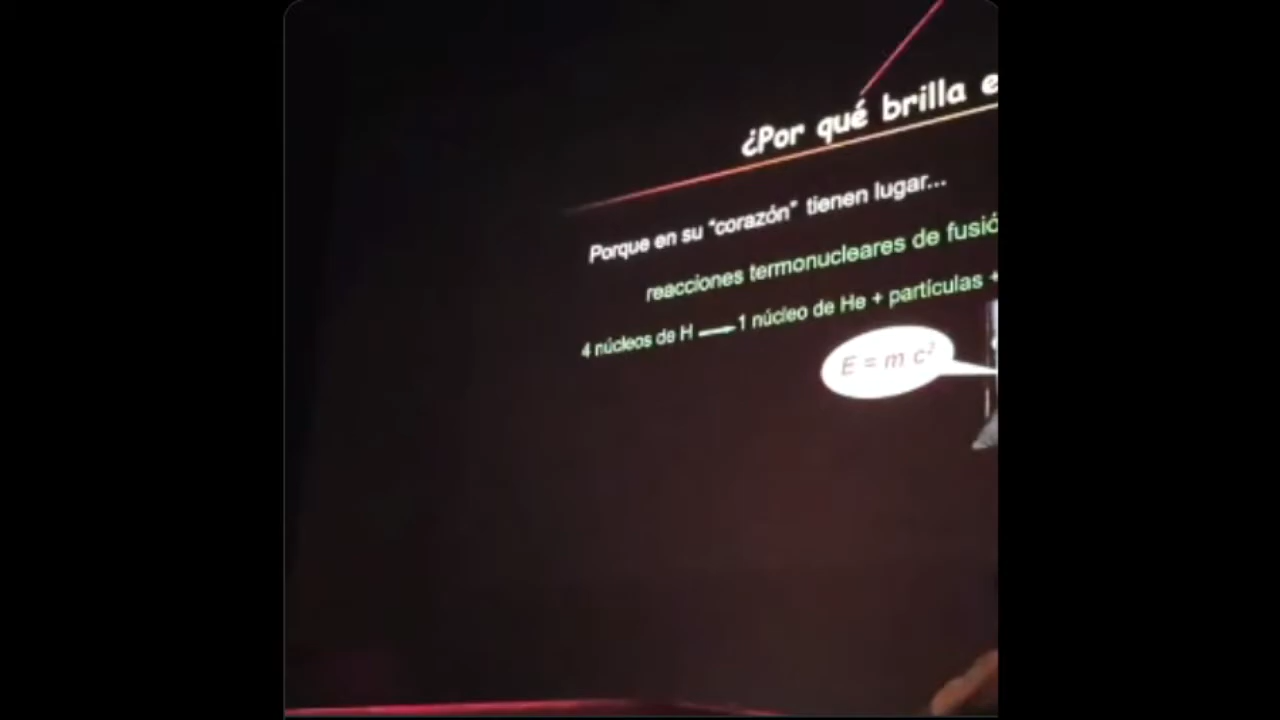 ¿Por qué brilla e
Porque en su “corazón” tienen lugar...
reacciones termonucleares de fusió
4 núcleos de H → 1 núcleo de He + partículas +
E = m c²